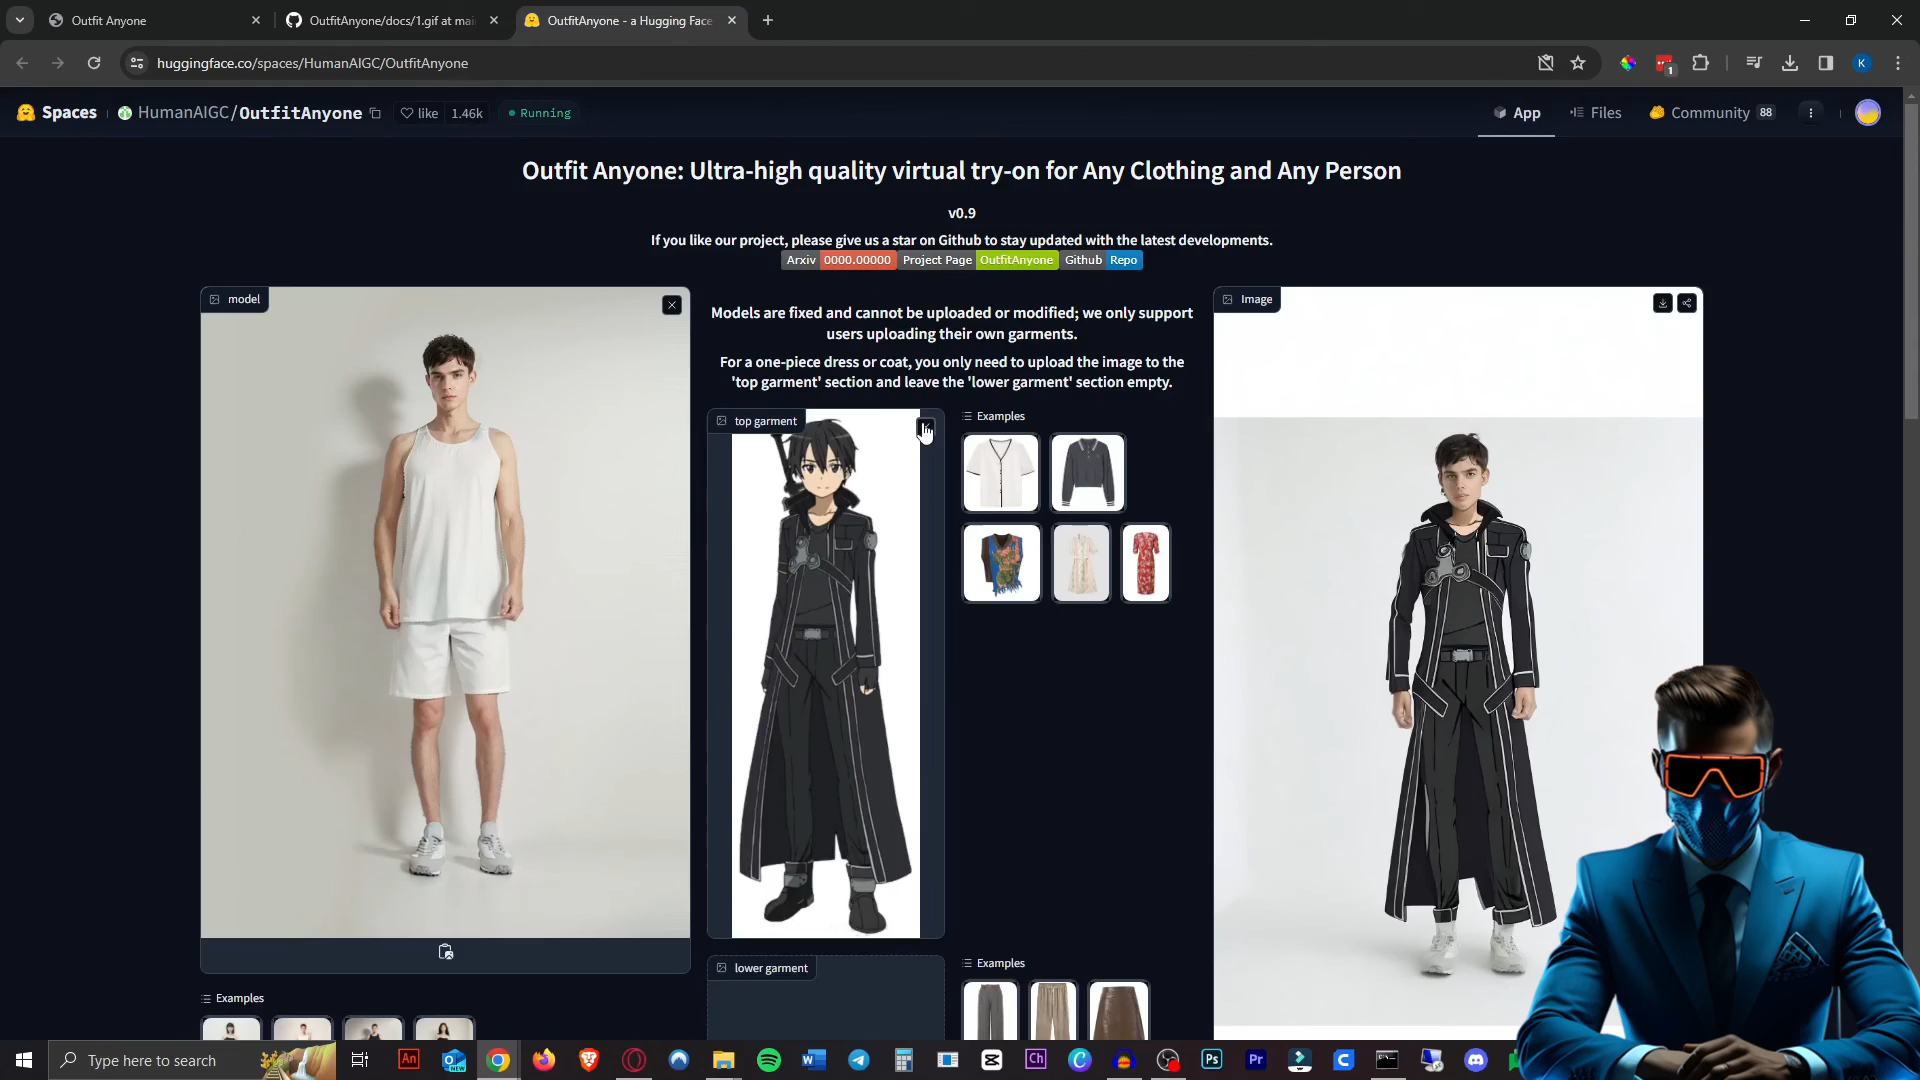 Outfit Anyone
OutfitAnyone/docs/1.gif at mai
OutfitAnyone - a Hugging Face
huggingface.co/spaces/HumanAIGC/OutfitAnyone
1
K
Spaces
HumanAIGC/OutfitAnyone
like
1.46k
Running
App
Files
Community 88
Outfit Anyone: Ultra-high quality virtual try-on for Any Clothing and Any Person
v0.9
If you like our project, please give us a star on Github to stay updated with the latest developments.
Arxiv 0000.00000 Project Page OutfitAnyone Github Repo
model
Models are fixed and cannot be uploaded or modified; we only support
users uploading their own garments.
For a one-piece dress or coat, you only need to upload the image to the
'top garment' section and leave the 'lower garment' section empty.
top garment
Examples
lower garment
Examples
Image
Examples
Type here to search
An
NEW
W
Ch
C
Ps
Pr
C